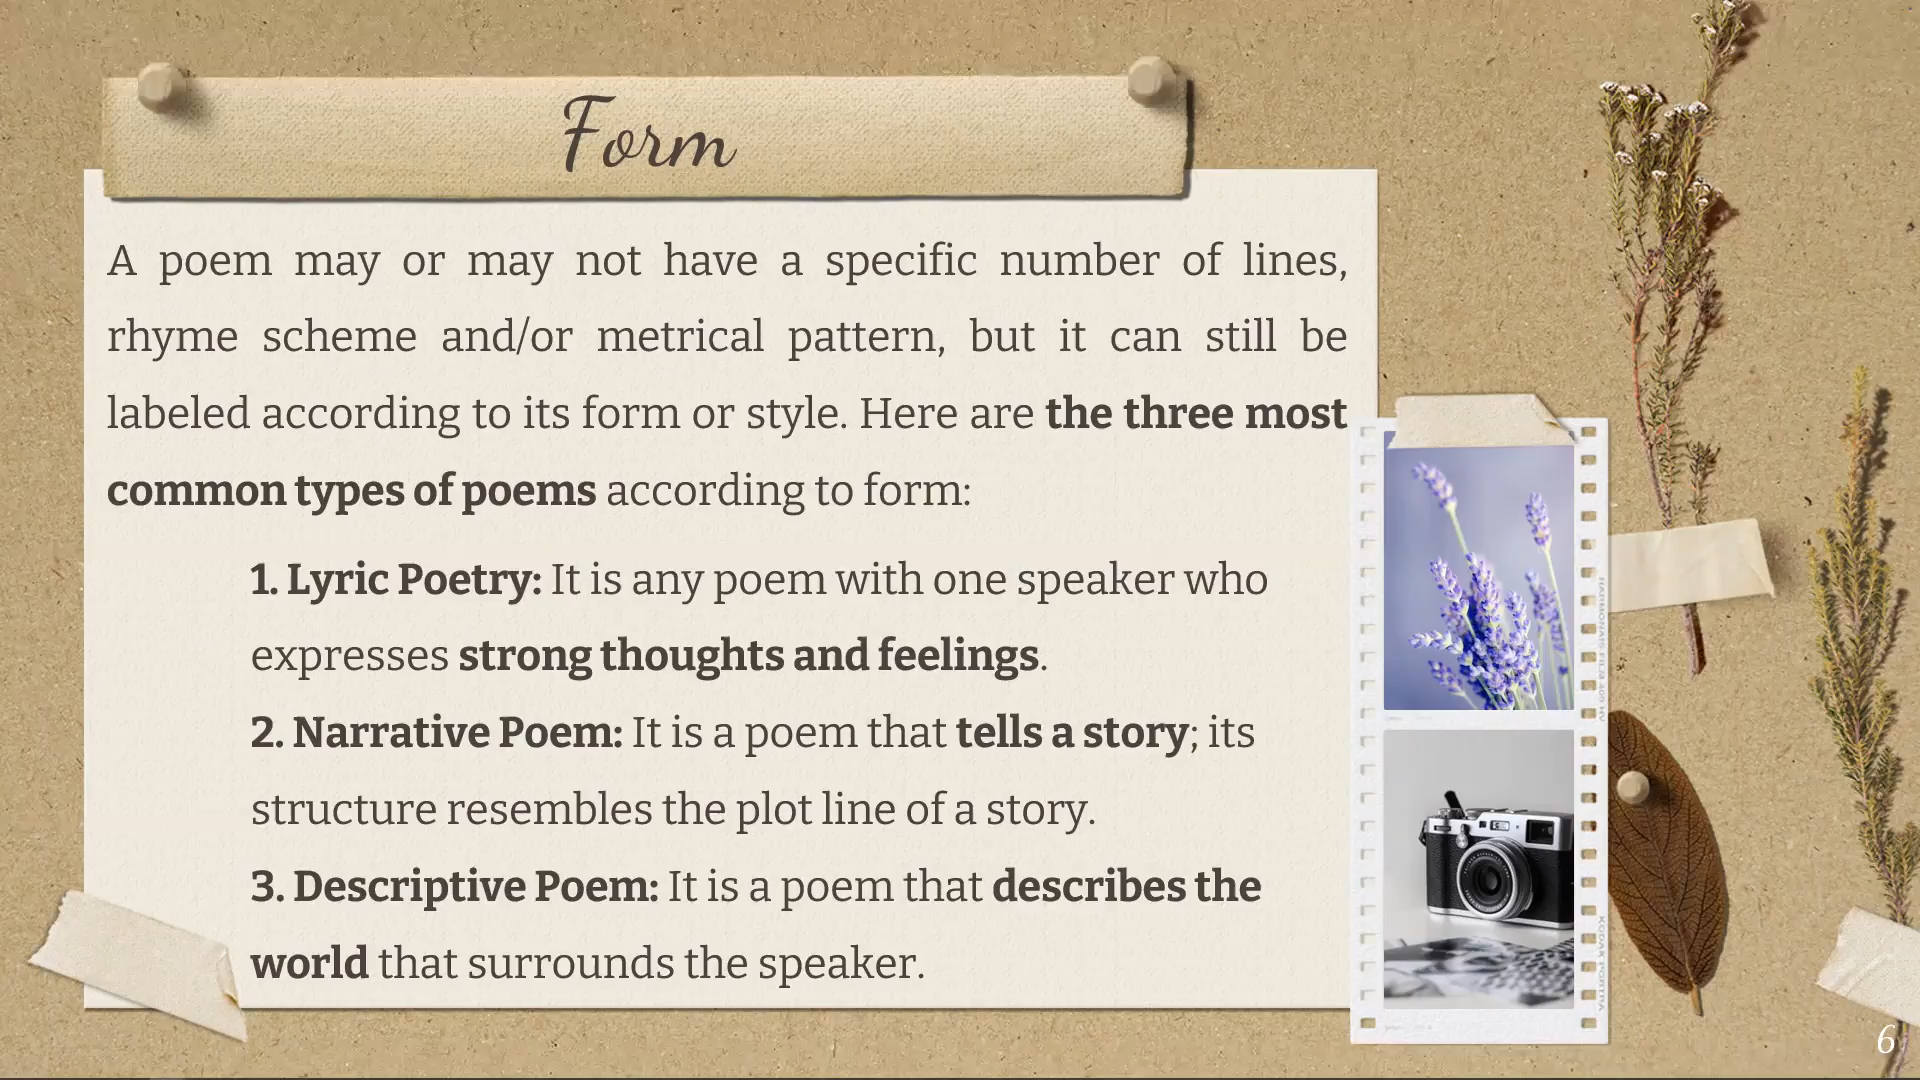 Form
A poem may or may not have a specific number of lines,
rhyme scheme and/or metrical pattern, but it can still be
labeled according to its form or style. Here are the three most
common types of poems according to form:
1. Lyric Poetry: It is any poem with one speaker who
expresses strong thoughts and feelings.
2. Narrative Poem: It is a poem that tells a story; its
structure resembles the plot line of a story.
3. Descriptive Poem: It is a poem that describes the
world that surrounds the speaker.
6